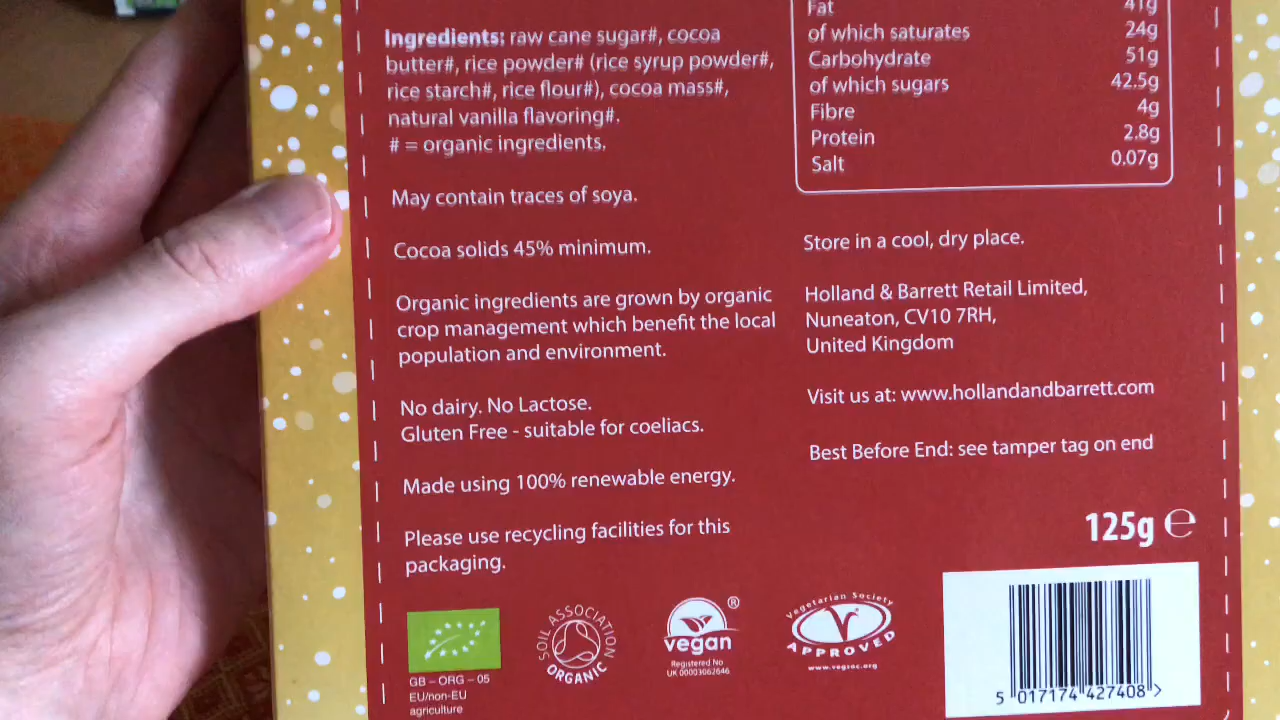 Ingredients: raw cane sugar#, cocoa
butter#, rice powder# (rice syrup powder#,
rice starch#, rice flour#), cocoa mass#,
natural vanilla flavoring#.
# = organic ingredients.
May contain traces of soya.
Cocoa solids 45% minimum.
Organic ingredients are grown by organic
crop management which benefit the local
population and environment.
No dairy. No Lactose.
Gluten Free - suitable for coeliacs.
Made using 100% renewable energy.
Please use recycling facilities for this
packaging.
Fat 41g
of which saturates 24g
Carbohydrate 51g
of which sugars 42.5g
Fibre 4g
Protein 2.8g
Salt 0.07g
Store in a cool, dry place.
Holland & Barrett Retail Limited,
Nuneaton, CV10 7RH,
United Kingdom
Visit us at: www.hollandandbarrett.com
Best Before End: see tamper tag on end
125g ℮
GB - ORG - 05
EU/non-EU
agriculture
SOIL ASSOCIATION
ORGANIC
vegan ®
Registered No
UK 00003062646
Vegetarian Society
APPROVED
www.vegsoc.org
5 017174 427408 >